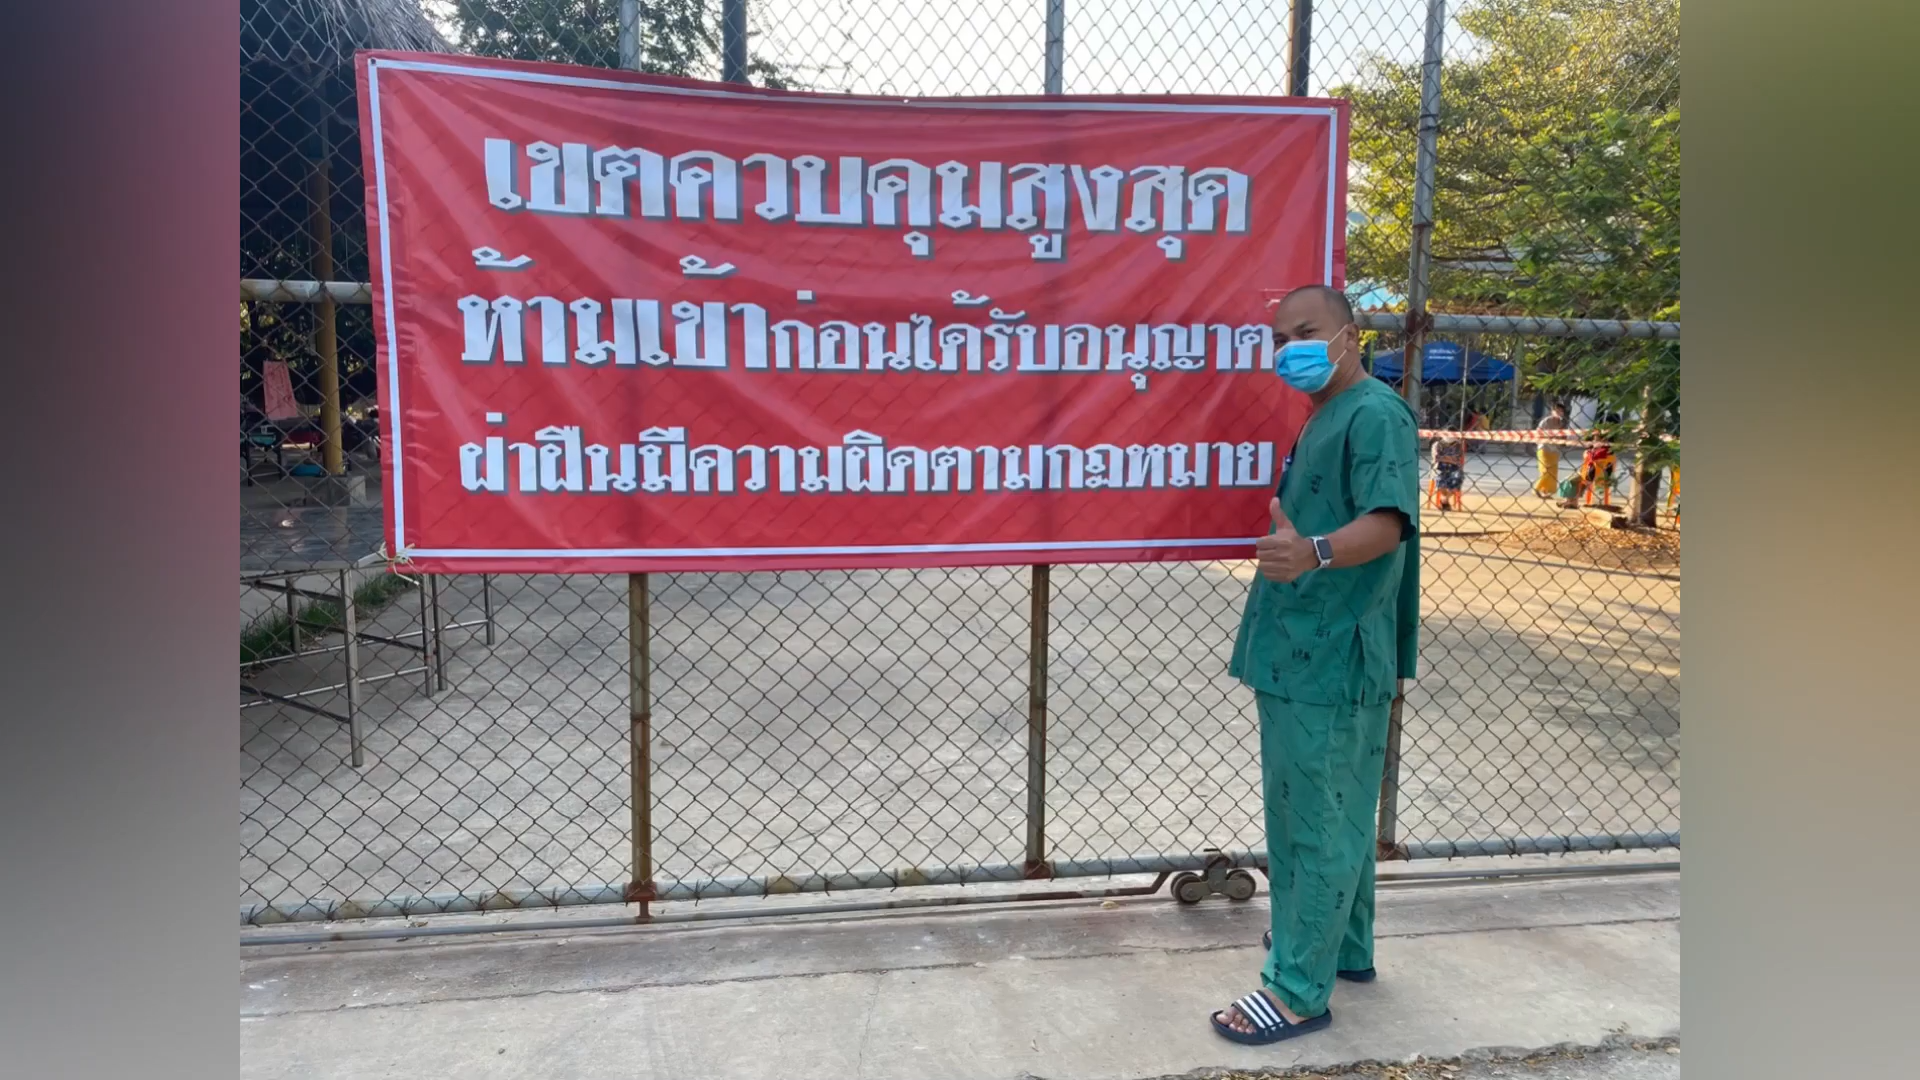 เขตควบคุมสูงสุด
ห้ามเข้าก่อนได้รับอนุญาต
ฝ่าฝืนมีความผิดตามกฎหมาย